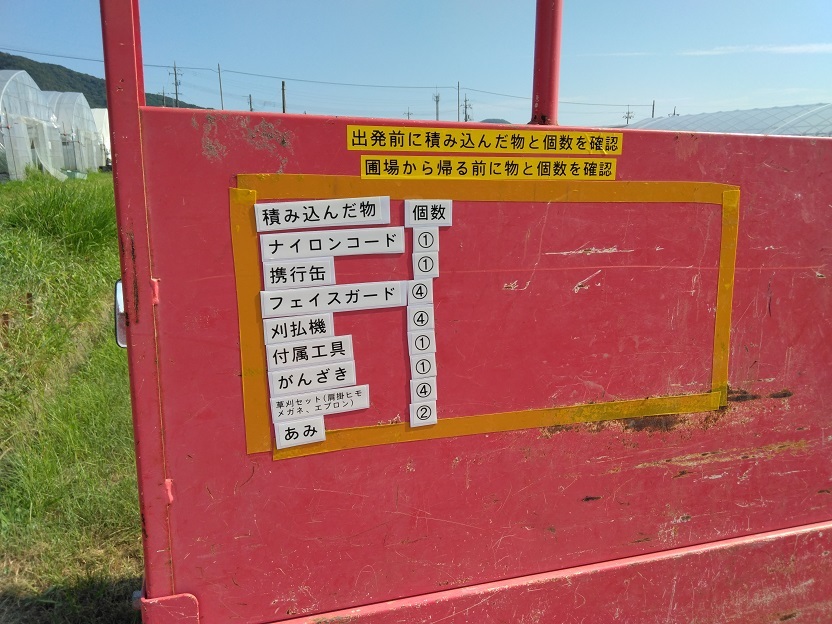 出発前に積み込んだ物と個数を確認
圃場から帰る前に物と個数を確認
積み込んだ物 個数
ナイロンコード ①
携行缶 ①
フェイスガード ④
刈払機 ④
付属工具 ①
がんざき ①
草刈セット(肩掛ヒモ
メガネ、エプロン) ④
あみ ②